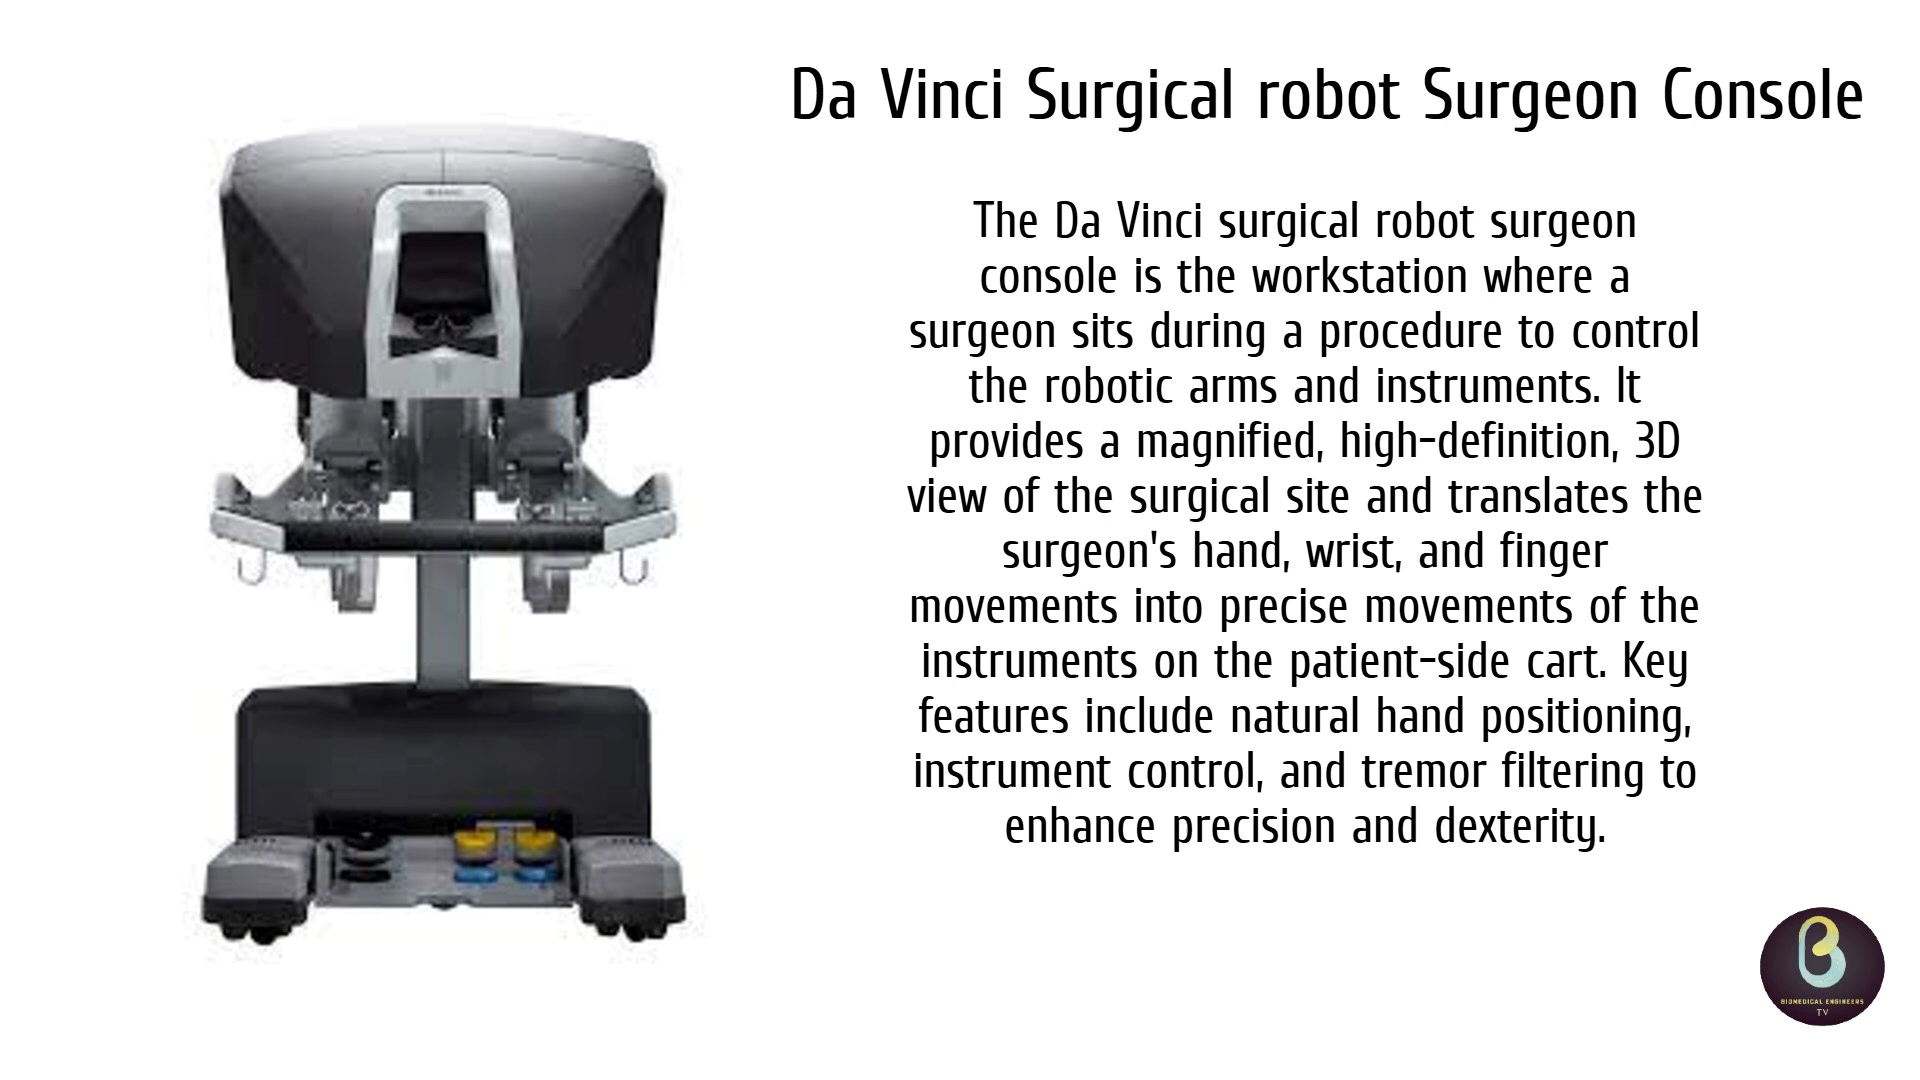 Da Vinci Surgical robot Surgeon Console
The Da Vinci surgical robot surgeon
console is the workstation where a
surgeon sits during a procedure to control
the robotic arms and instruments. It
provides a magnified, high-definition, 3D
view of the surgical site and translates the
surgeon's hand, wrist, and finger
movements into precise movements of the
instruments on the patient-side cart. Key
features include natural hand positioning,
instrument control, and tremor filtering to
enhance precision and dexterity.
B
BIOMEDICAL ENGINEERS
TV